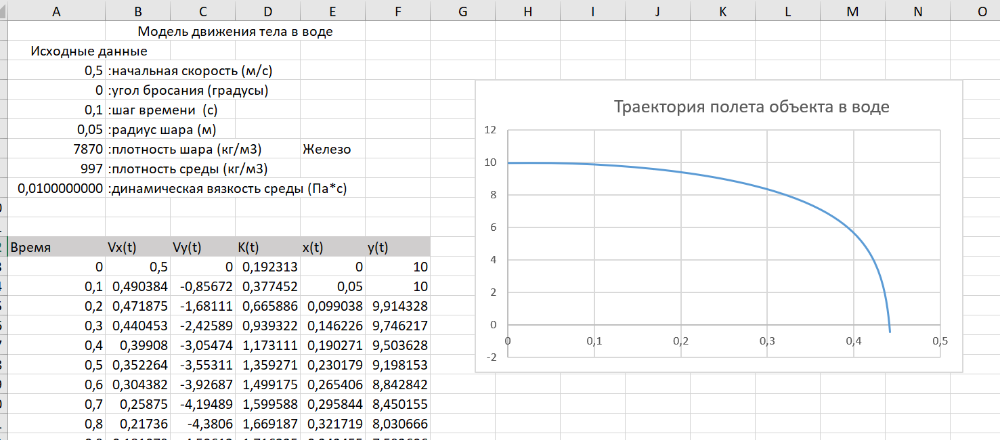 A B C D E F G H I J K L M N O
Модель движения тела в воде
Исходные данные
0,5 :начальная скорость (м/с)
0 :угол бросания (градусы)
0,1 :шаг времени (с)
0,05 :радиус шара (м)
7870 :плотность шара (кг/м3) Железо
997 :плотность среды (кг/м3)
0,0100000000 :динамическая вязкость среды (Па*с)
Время Vx(t) Vy(t) K(t) x(t) y(t)
0 0,5 0 0,192313 0 10
0,1 0,490384 -0,85672 0,377452 0,05 10
0,2 0,471875 -1,68111 0,665886 0,099038 9,914328
0,3 0,440453 -2,42589 0,939322 0,146226 9,746217
0,4 0,39908 -3,05474 1,173111 0,190271 9,503628
0,5 0,352264 -3,55311 1,359271 0,230179 9,198153
0,6 0,304382 -3,92687 1,499175 0,265406 8,842842
0,7 0,25875 -4,19489 1,599588 0,295844 8,450155
0,8 0,21736 -4,3806 1,669187 0,321719 8,030666
Траектория полета объекта в воде
12
10
8
6
4
2
0
-2
0 0,1 0,2 0,3 0,4 0,5